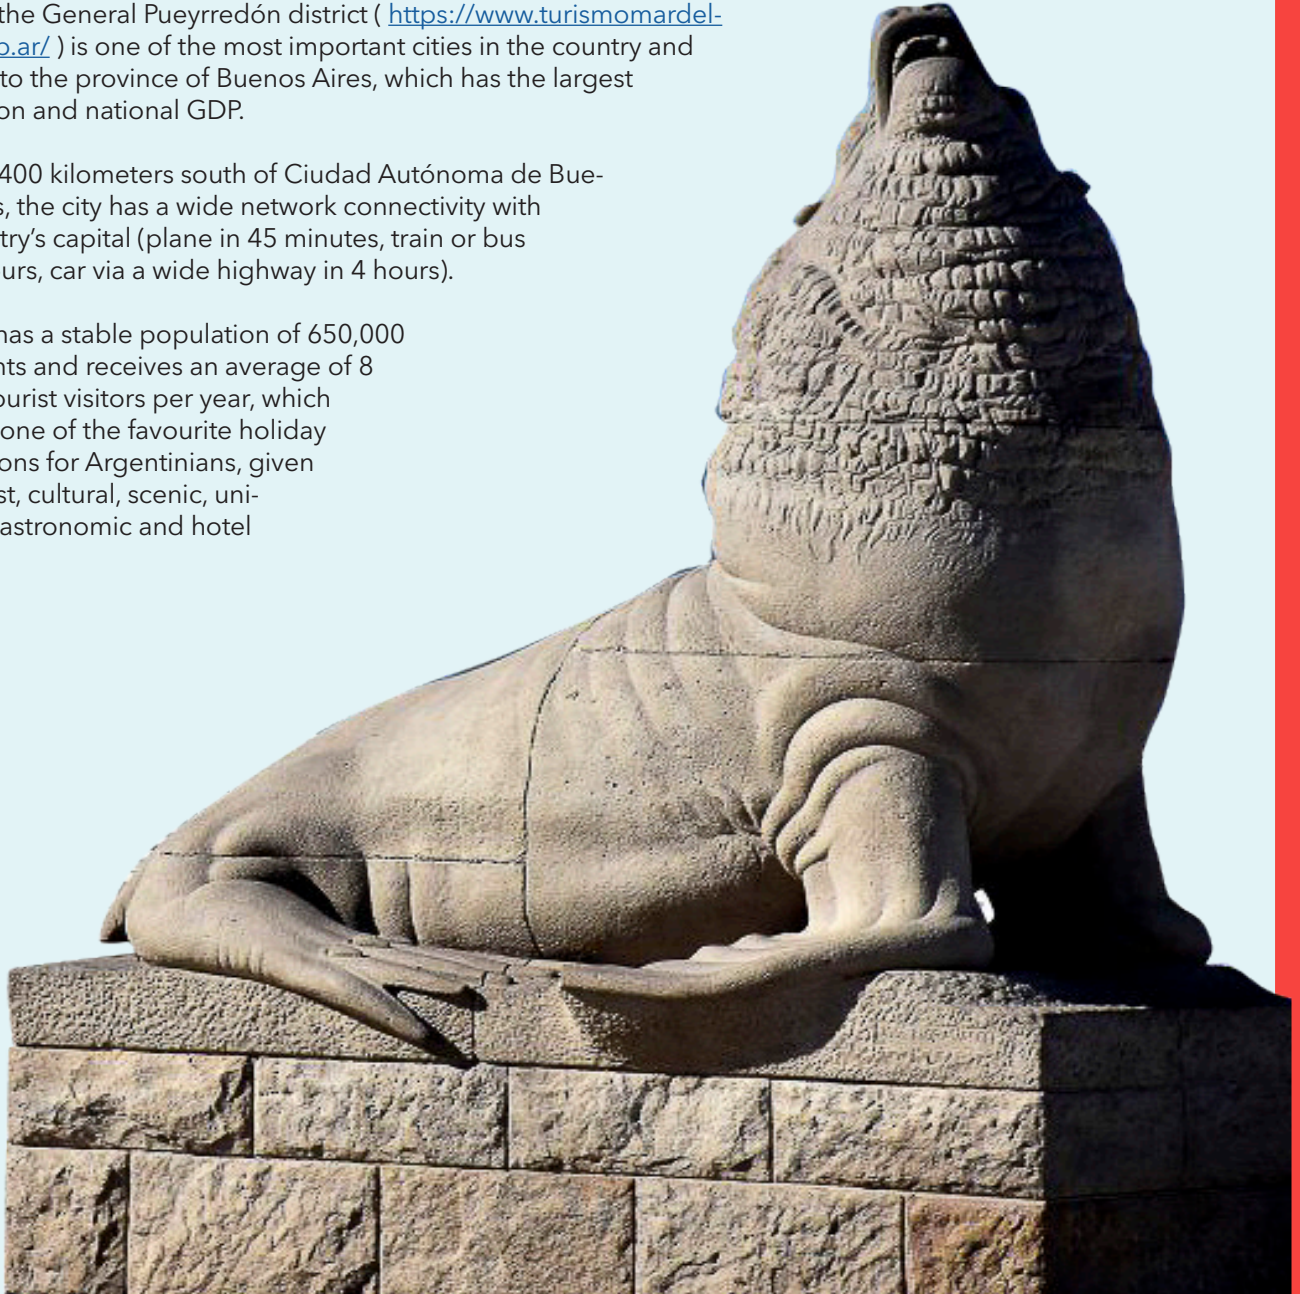 the General Pueyrredón district ( https://www.turismomardel-
o.ar/ ) is one of the most important cities in the country and
to the province of Buenos Aires, which has the largest
on and national GDP.
400 kilometers south of Ciudad Autónoma de Bue-
s, the city has a wide network connectivity with
try’s capital (plane in 45 minutes, train or bus
urs, car via a wide highway in 4 hours).
has a stable population of 650,000
nts and receives an average of 8
ourist visitors per year, which
one of the favourite holiday
ons for Argentinians, given
st, cultural, scenic, uni-
astronomic and hotel